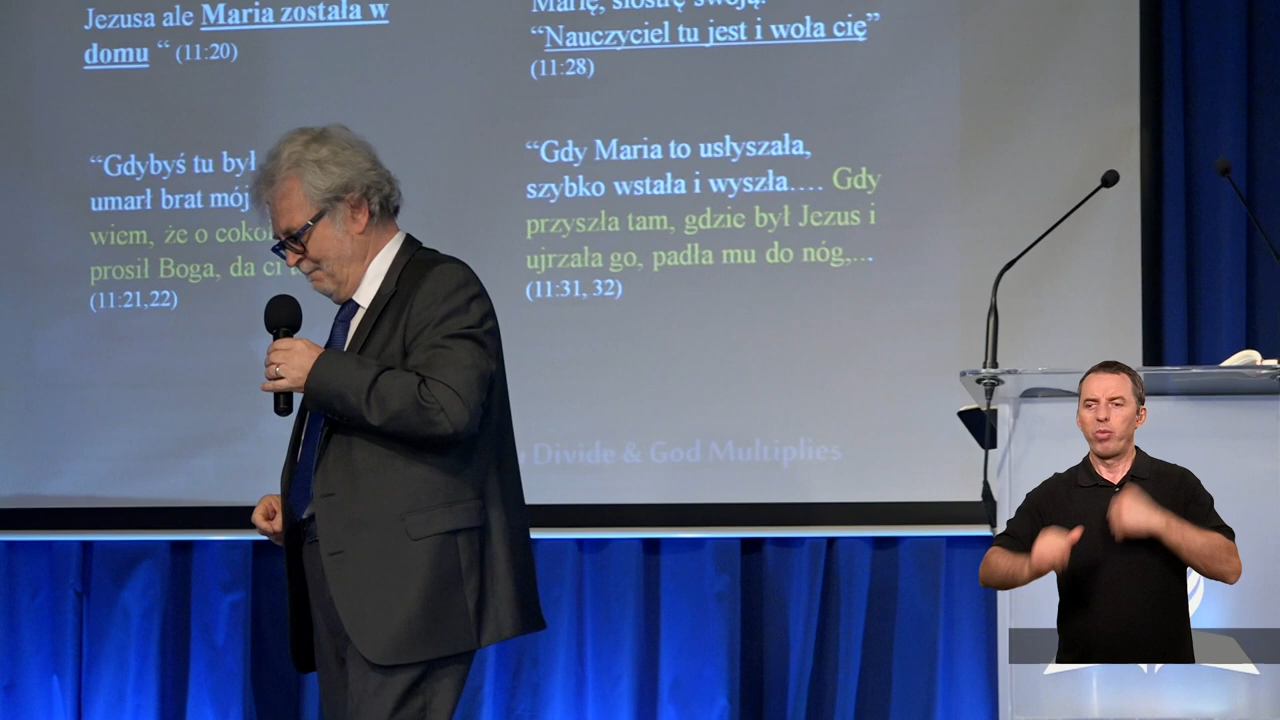 Jezusa ale Maria została w
domu “ (11:20)
“Gdybyś tu był
umarł brat mój
wiem, że o
prosił Boga, da ci
(11:21,22)
Marię, siostrę swoją:
“Nauczyciel tu jest i woła cię”
(11:28)
“Gdy Maria to usłyszała,
szybko wstała i wyszła…. Gdy
przyszła tam, gdzie był Jezus i
ujrzała go, padła mu do nóg,...
(11:31, 32)
Divide & God Multiplies